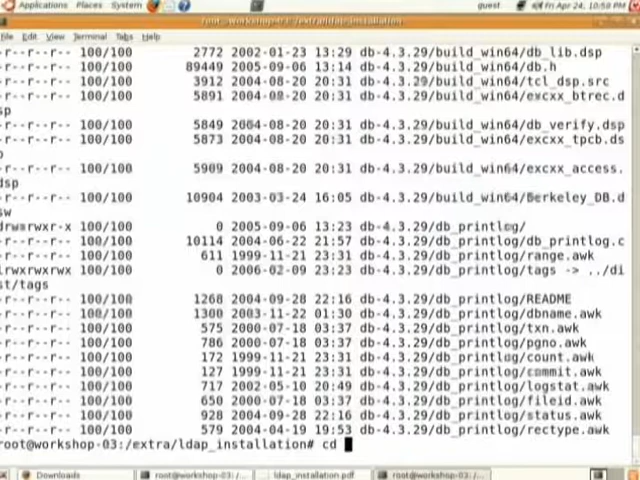 Applications Places System guest Fri Apr 24, 10:50 PM
root@workshop-03: /extra/ldap_installation
File Edit View Terminal Tabs Help
-r--r--r-- 100/100 2772 2002-01-23 13:29 db-4.3.29/build_win64/db_lib.dsp
-r--r--r-- 100/100 89449 2005-09-06 13:14 db-4.3.29/build_win64/db.h
-r--r--r-- 100/100 3912 2004-08-20 20:31 db-4.3.29/build_win64/tcl_dsp.src
-r--r--r-- 100/100 5891 2004-08-20 20:31 db-4.3.29/build_win64/excxx_btrec.d
sp
-r--r--r-- 100/100 5849 2004-08-20 20:31 db-4.3.29/build_win64/db_verify.dsp
-r--r--r-- 100/100 5873 2004-08-20 20:31 db-4.3.29/build_win64/excxx_tpcb.ds
p
-r--r--r-- 100/100 5909 2004-08-20 20:31 db-4.3.29/build_win64/excxx_access.
dsp
-r--r--r-- 100/100 10904 2003-03-24 16:05 db-4.3.29/build_win64/Berkeley_DB.d
sw
drwxrwxr-x 100/100 0 2005-09-06 13:23 db-4.3.29/db_printlog/
-r--r--r-- 100/100 10114 2004-06-22 21:57 db-4.3.29/db_printlog/db_printlog.c
-r--r--r-- 100/100 611 1999-11-21 23:31 db-4.3.29/db_printlog/range.awk
lrwxrwxrwx 100/100 0 2006-02-09 23:23 db-4.3.29/db_printlog/tags -> ../di
st/tags
-r--r--r-- 100/100 1268 2004-09-28 22:16 db-4.3.29/db_printlog/README
-r--r--r-- 100/100 1300 2003-11-22 01:30 db-4.3.29/db_printlog/dbname.awk
-r--r--r-- 100/100 575 2000-07-18 03:37 db-4.3.29/db_printlog/txn.awk
-r--r--r-- 100/100 786 2000-07-18 03:37 db-4.3.29/db_printlog/pgno.awk
-r--r--r-- 100/100 172 1999-11-21 23:31 db-4.3.29/db_printlog/count.awk
-r--r--r-- 100/100 127 1999-11-21 23:31 db-4.3.29/db_printlog/commit.awk
-r--r--r-- 100/100 717 2002-05-10 20:49 db-4.3.29/db_printlog/logstat.awk
-r--r--r-- 100/100 650 2000-07-18 03:37 db-4.3.29/db_printlog/fileid.awk
-r--r--r-- 100/100 928 2004-09-28 22:16 db-4.3.29/db_printlog/status.awk
-r--r--r-- 100/100 579 2004-04-19 19:53 db-4.3.29/db_printlog/rectype.awk
root@workshop-03:/extra/ldap_installation# cd
Downloads root@workshop-03: /... ldap_installation.pdf root@workshop-03: /...